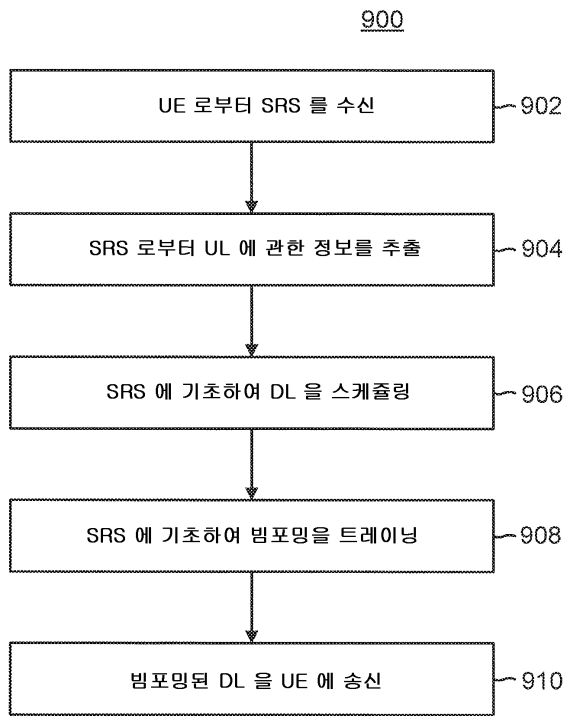 900
UE 로부터 SRS 를 수신
902
SRS 로부터 UL 에 관한 정보를 추출
904
SRS 에 기초하여 DL 을 스케쥴링
906
SRS 에 기초하여 빔포밍을 트레이닝
908
빔포밍된 DL 을 UE 에 송신
910